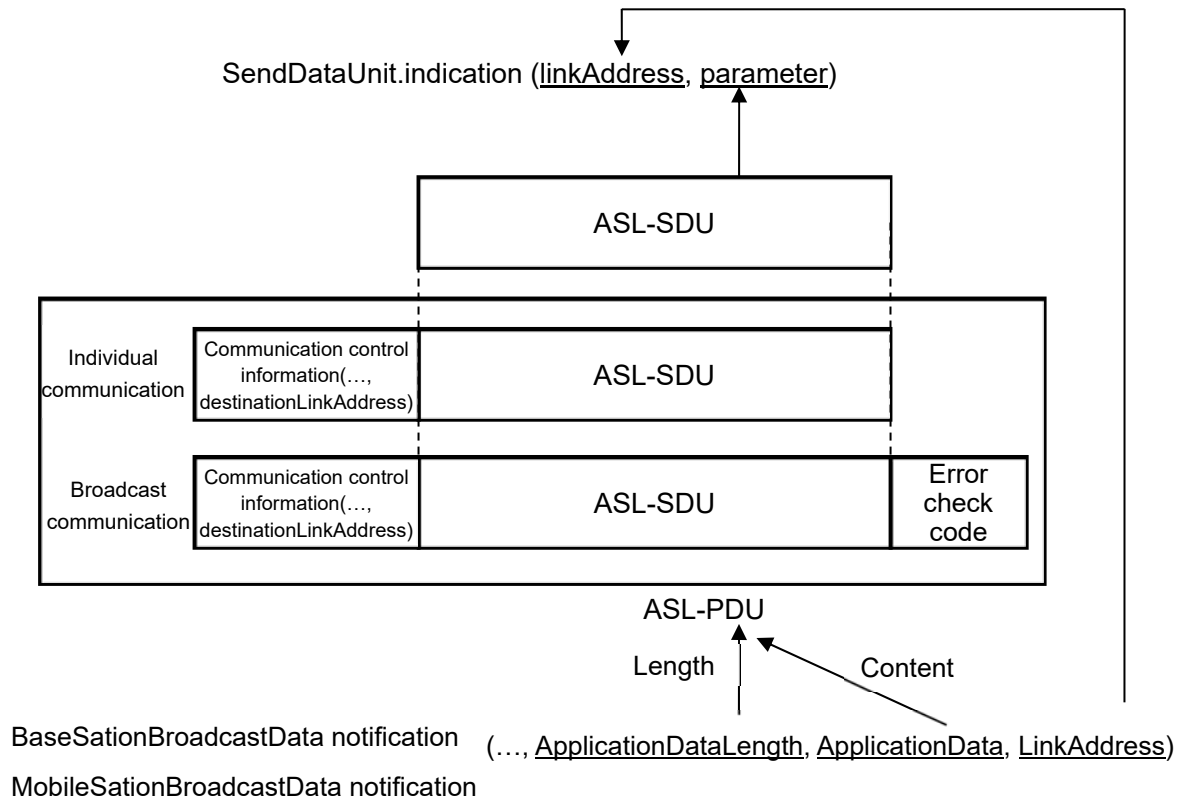 SendDataUnit.indication (linkAddress, parameter)
ASL-SDU
Individual
communication
Communication control
information(…,
destinationLinkAddress)
ASL-SDU
Broadcast
communication
Communication control
information(…,
destinationLinkAddress)
ASL-SDU
Error
check
code
ASL-PDU
Length
Content
BaseSationBroadcastData notification (…, ApplicationDataLength, ApplicationData, LinkAddress)
MobileSationBroadcastData notification